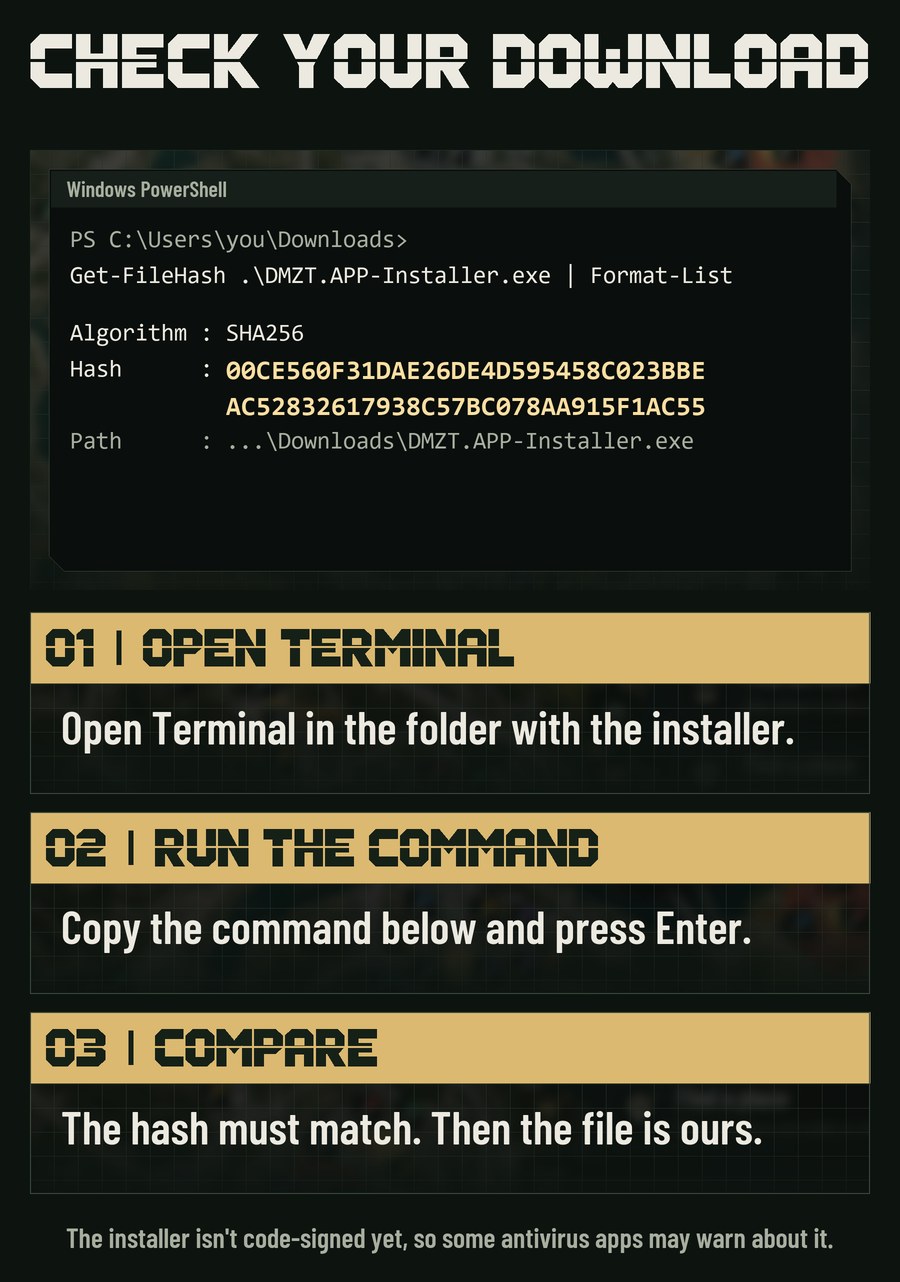 CHECK YOUR DOWNLOAD
Windows PowerShell
PS C:\Users\you\Downloads>
Get-FileHash .\DMZT.APP-Installer.exe | Format-List
Algorithm : SHA256
Hash : 00CE560F31DAE26DE4D595458C023BBE
AC52832617938C57BC078AA915F1AC55
Path : ...\Downloads\DMZT.APP-Installer.exe
01 | OPEN TERMINAL
Open Terminal in the folder with the installer.
02 | RUN THE COMMAND
Copy the command below and press Enter.
03 | COMPARE
The hash must match. Then the file is ours.
The installer isn't code-signed yet, so some antivirus apps may warn about it.